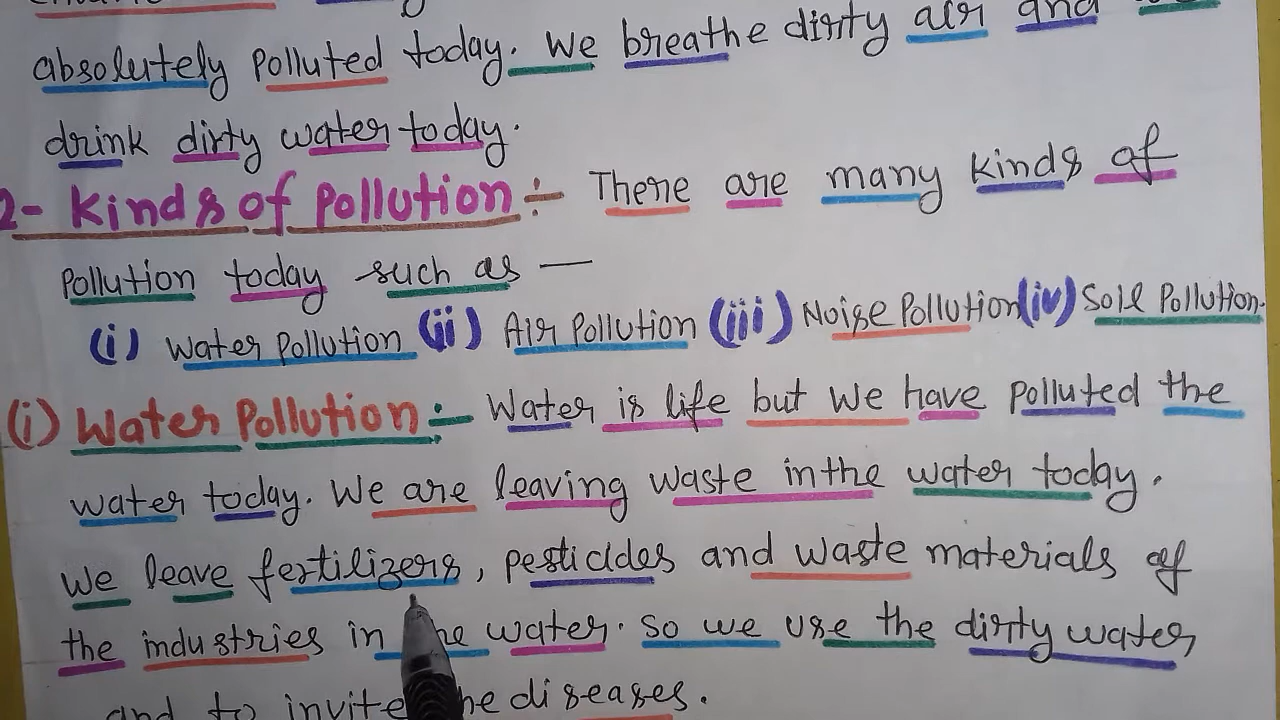 absolutely polluted today. We breathe dirty air and
drink dirty water today.
2- Kinds of Pollution:- There are many kinds of
pollution today such as —
(i) Water Pollution (ii) Air Pollution (iii) Noise Pollution (iv) Soil Pollution.
(i) Water Pollution:- Water is life but we have polluted the
water today. We are leaving waste in the water today.
We leave fertilizers, pesticides and waste materials of
the industries in the water. So we use the dirty water
and to invite the diseases.